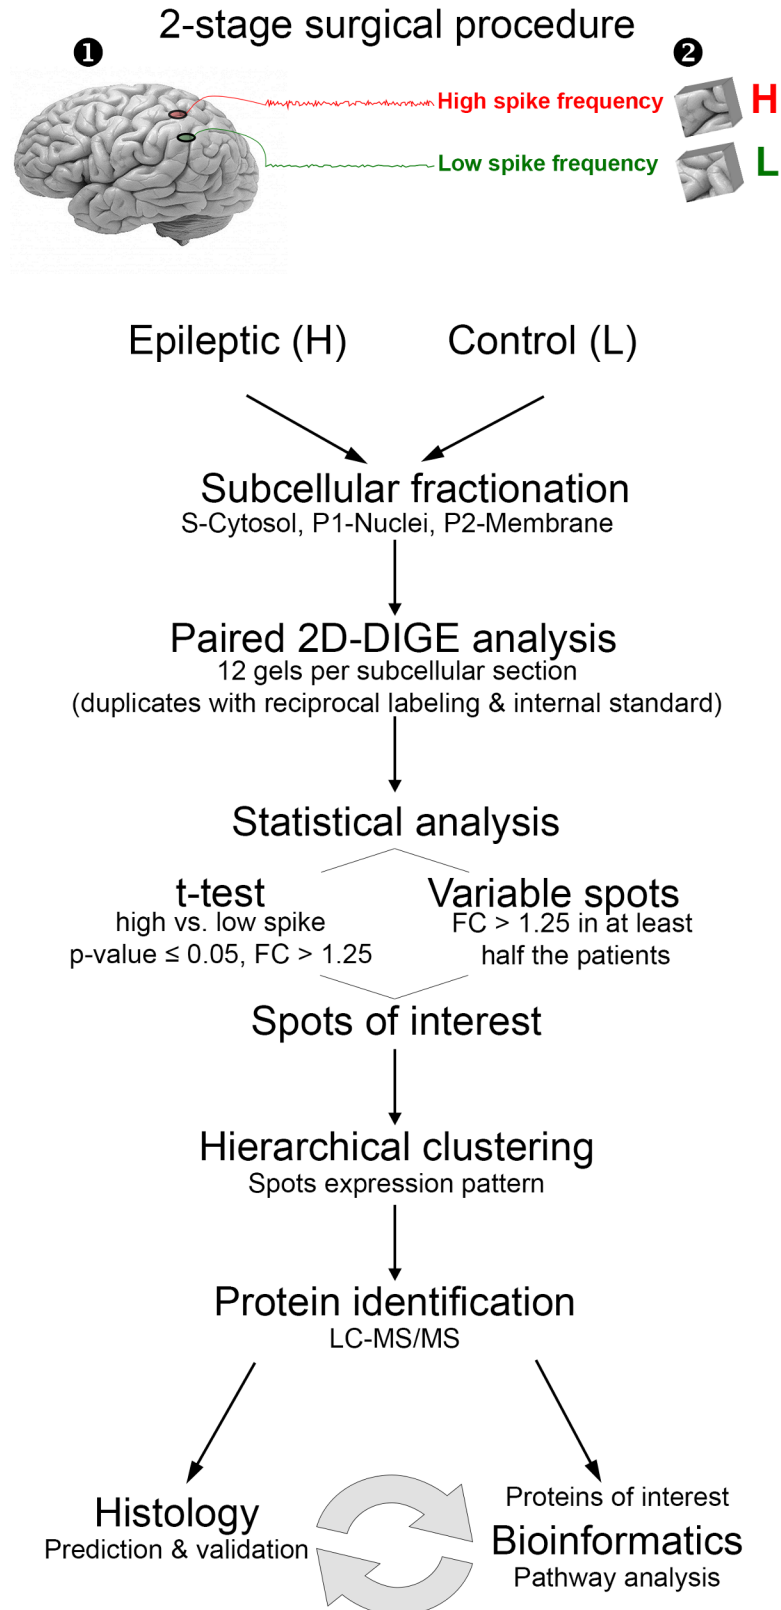 2-stage surgical procedure
❶ ❷
High spike frequency H
Low spike frequency L
Epileptic (H) Control (L)
Subcellular fractionation
S-Cytosol, P1-Nuclei, P2-Membrane
Paired 2D-DIGE analysis
12 gels per subcellular section
(duplicates with reciprocal labeling & internal standard)
Statistical analysis
t-test
high vs. low spike
p-value ≤ 0.05, FC > 1.25
Variable spots
FC > 1.25 in at least
half the patients
Spots of interest
Hierarchical clustering
Spots expression pattern
Protein identification
LC-MS/MS
Histology
Prediction & validation
Proteins of interest
Bioinformatics
Pathway analysis